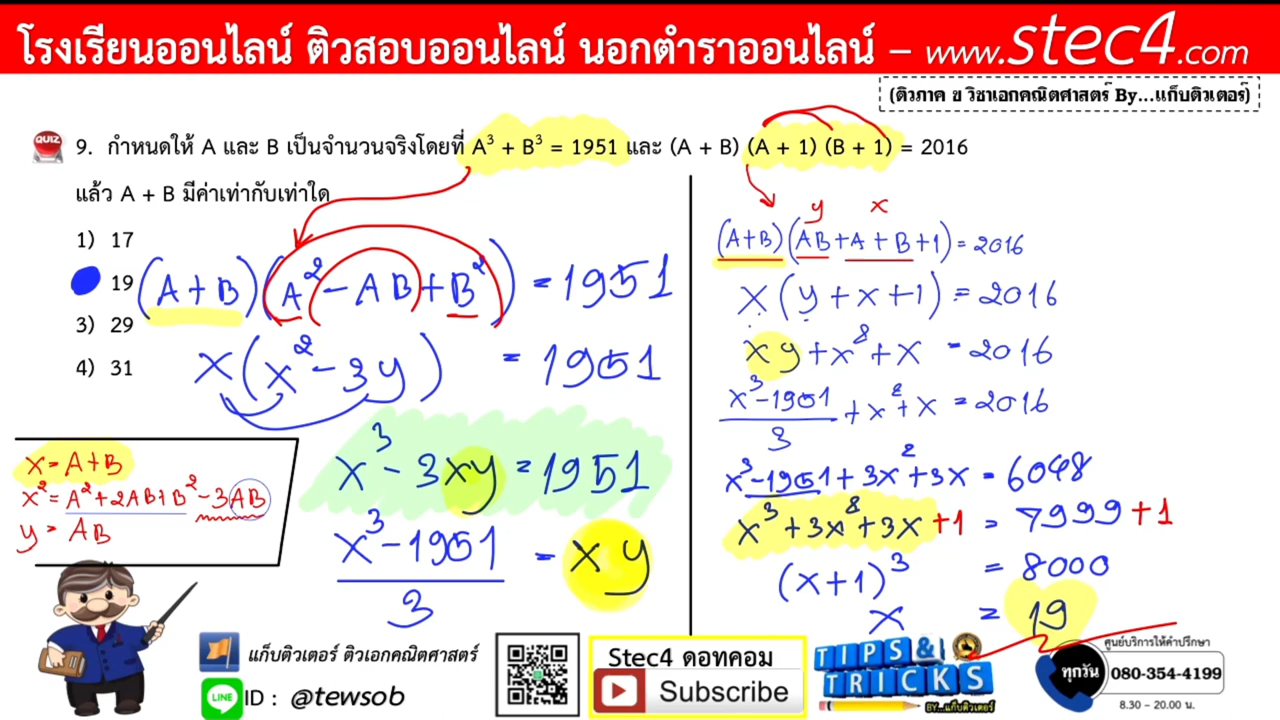 โรงเรียนออนไลน์ ติวสอบออนไลน์ นอกตำราออนไลน์ – www.stec4.com
(ติวภาค ข วิชาเอกคณิตศาสตร์ By...แก็บติวเตอร์)
QUIZ
9. กำหนดให้ A และ B เป็นจำนวนจริงโดยที่ A³ + B³ = 1951 และ (A + B) (A + 1) (B + 1) = 2016
แล้ว A + B มีค่าเท่ากับเท่าใด
1) 17
19
3) 29
4) 31
(A+B)(A²-AB+B²) = 1951
x(x²-3y) = 1951
x³-3xy = 1951
x³-1951 = xy
3
x = A+B
x² = A²+2AB+B²-3AB
y = AB
y x
(A+B)(AB+A+B+1) = 2016
x(y+x+1) = 2016
xy+x²+x = 2016
x³-1951 +x²+x = 2016
3
x³-1951+3x²+3x = 6048
x³+3x²+3x+1 = 7999+1
(x+1)³ = 8000
x = 19
แก็บติวเตอร์ ติวเอกคณิตศาสตร์
LINE ID : @tewsob
Stec4 ดอทคอม
Subscribe
TIPS &
TRICKS
BY...แก็บติวเตอร์
ศูนย์บริการให้คำปรึกษา
ทุกวัน 080-354-4199
8.30 – 20.00 น.